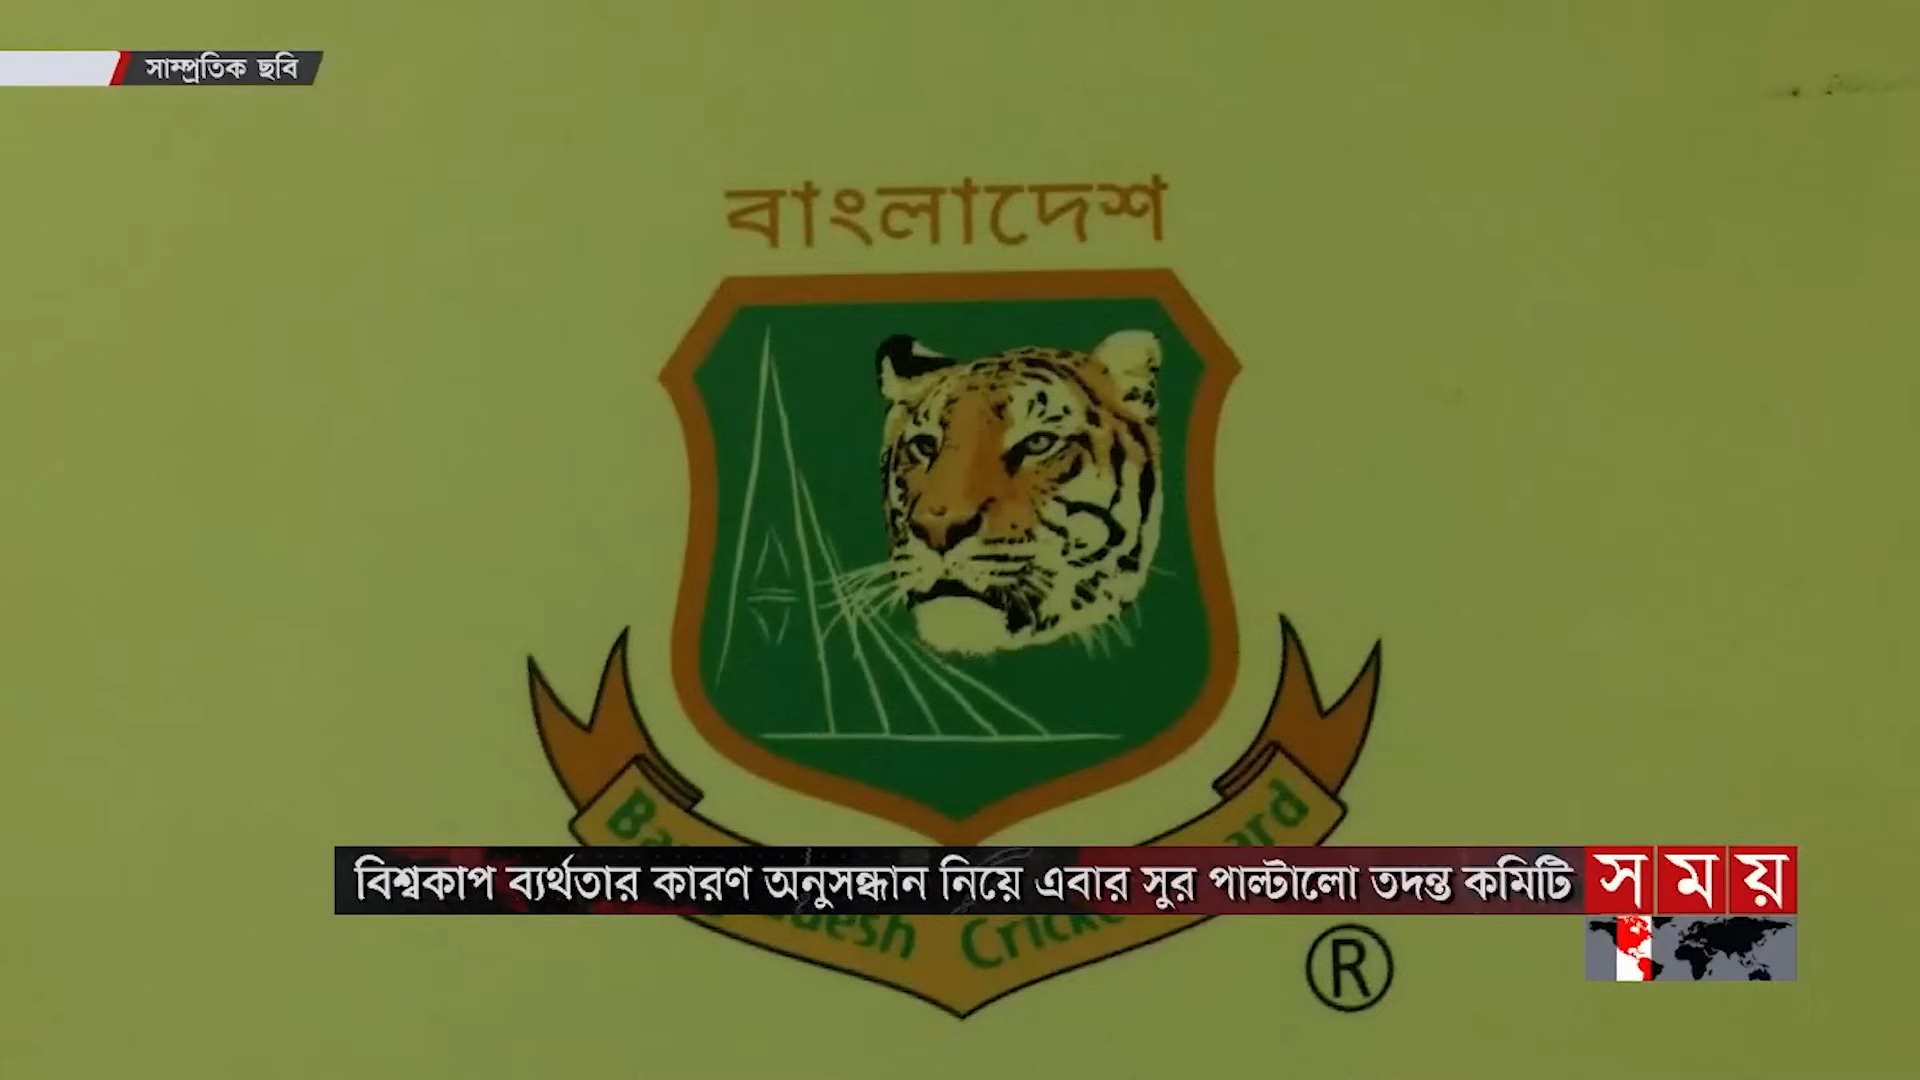 সাম্প্রতিক ছবি
বাংলাদেশ
বিশ্বকাপ ব্যর্থতার কারণ অনুসন্ধান নিয়ে এবার সুর পাল্টালো তদন্ত কমিটি
সময়
®